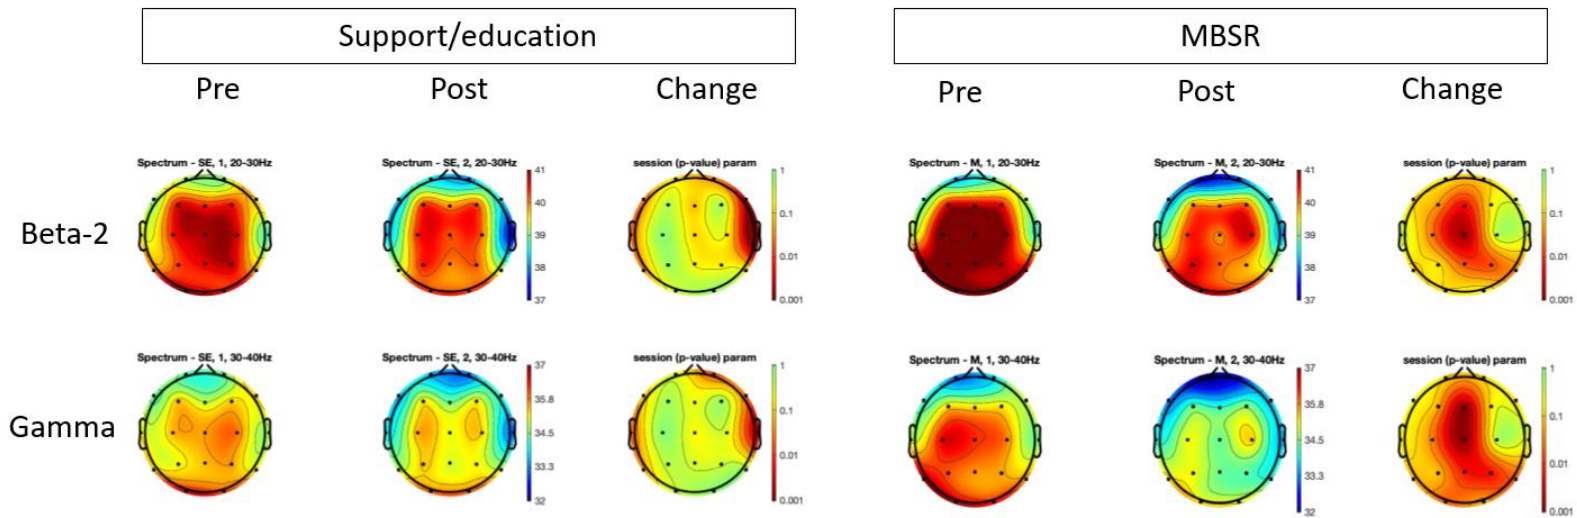 Support/education
MBSR
Pre
Post
Change
Pre
Post
Change
Beta-2
Spectrum - SE, 1, 20-30Hz
Spectrum - SE, 2, 20-30Hz
41
40
39
38
37
session (p-value) param
1
0.1
0.01
0.001
Spectrum - M, 1, 20-30Hz
Spectrum - M, 2, 20-30Hz
41
40
39
38
37
session (p-value) param
1
0.1
0.01
0.001
Gamma
Spectrum - SE, 1, 30-40Hz
Spectrum - SE, 2, 30-40Hz
37
35.8
34.5
33.3
32
session (p-value) param
1
0.1
0.01
0.001
Spectrum - M, 1, 30-40Hz
Spectrum - M, 2, 30-40Hz
37
35.8
34.5
33.3
32
session (p-value) param
1
0.1
0.01
0.001